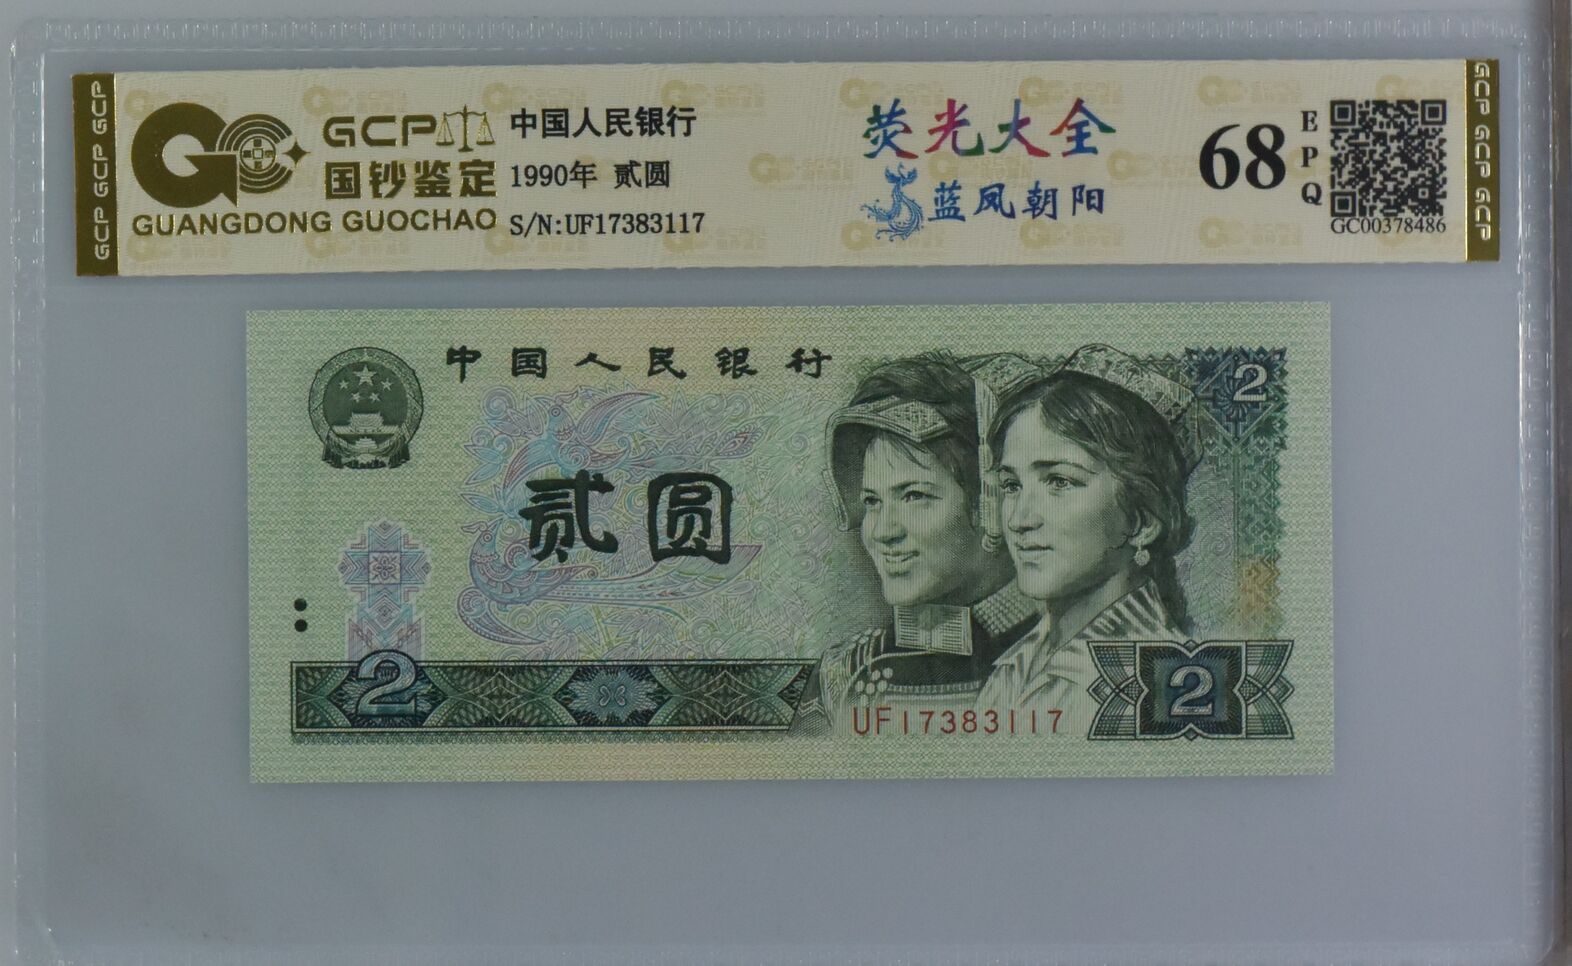 GCP GCP GCP
GCP
国钞鉴定
GUANGDONG GUOCHAO
中国人民银行
1990年 贰圆
S/N:UF17383117
荧光大全
蓝凤朝阳
68
EPQ
GC00378486
GCP GCP GCP
中国人民银行
2
贰圆
2
2
UF17383117